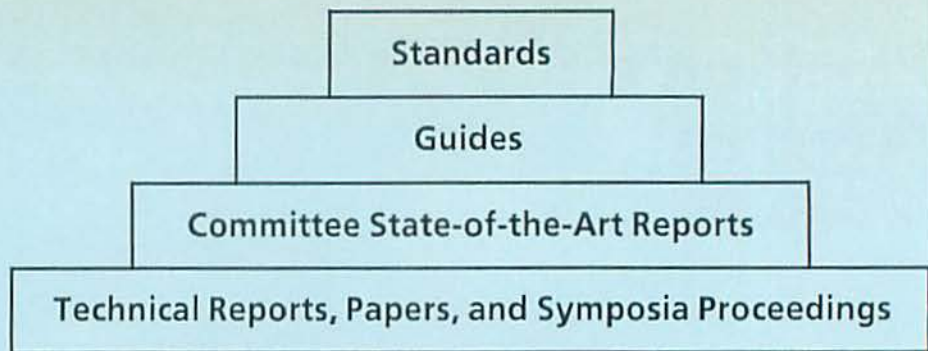 Standards
Guides
Committee State-of-the-Art Reports
Technical Reports, Papers, and Symposia Proceedings